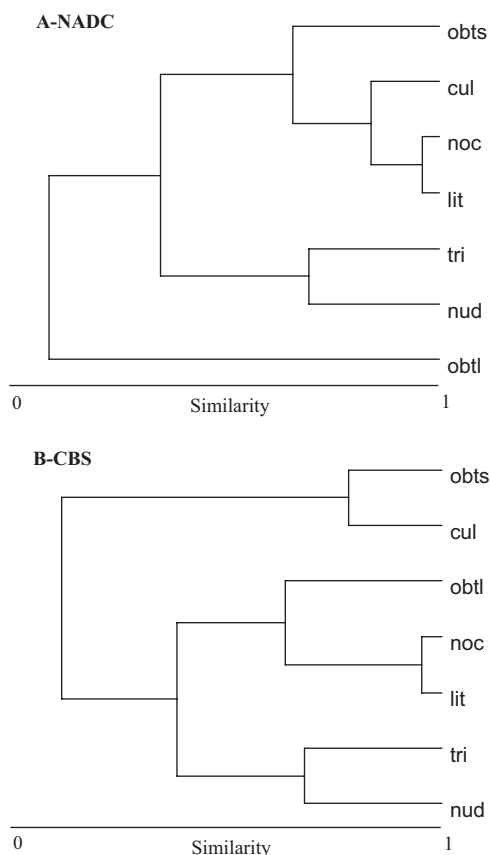 A-NADC
obts
cul
noc
lit
tri
nud
obtl
0 Similarity 1
B-CBS
obts
cul
obtl
noc
lit
tri
nud
0 Similarity 1